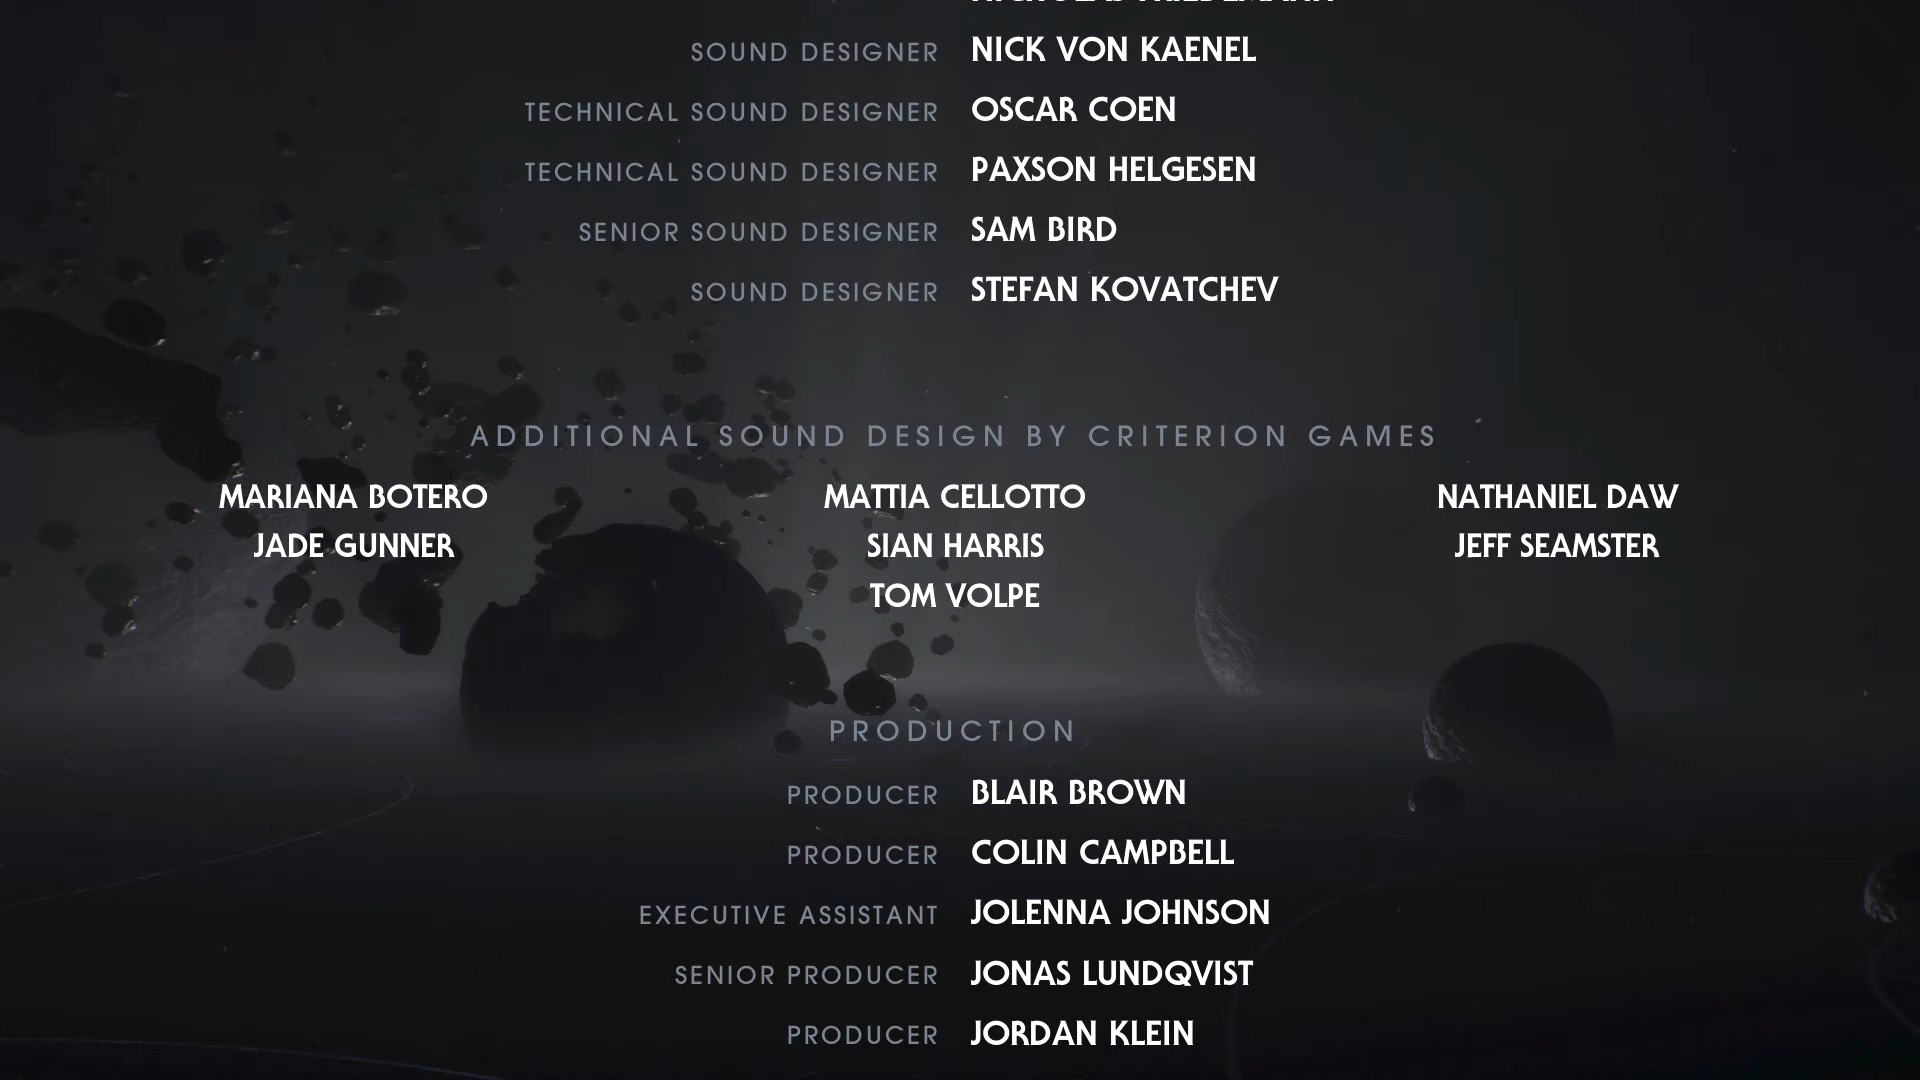 SOUND DESIGNER NICK VON KAENEL
TECHNICAL SOUND DESIGNER OSCAR COEN
TECHNICAL SOUND DESIGNER PAXSON HELGESEN
SENIOR SOUND DESIGNER SAM BIRD
SOUND DESIGNER STEFAN KOVATCHEV
ADDITIONAL SOUND DESIGN BY CRITERION GAMES
MARIANA BOTERO MATTIA CELLOTTO NATHANIEL DAW
JADE GUNNER SIAN HARRIS JEFF SEAMSTER
TOM VOLPE
PRODUCTION
PRODUCER BLAIR BROWN
PRODUCER COLIN CAMPBELL
EXECUTIVE ASSISTANT JOLENNA JOHNSON
SENIOR PRODUCER JONAS LUNDQVIST
PRODUCER JORDAN KLEIN